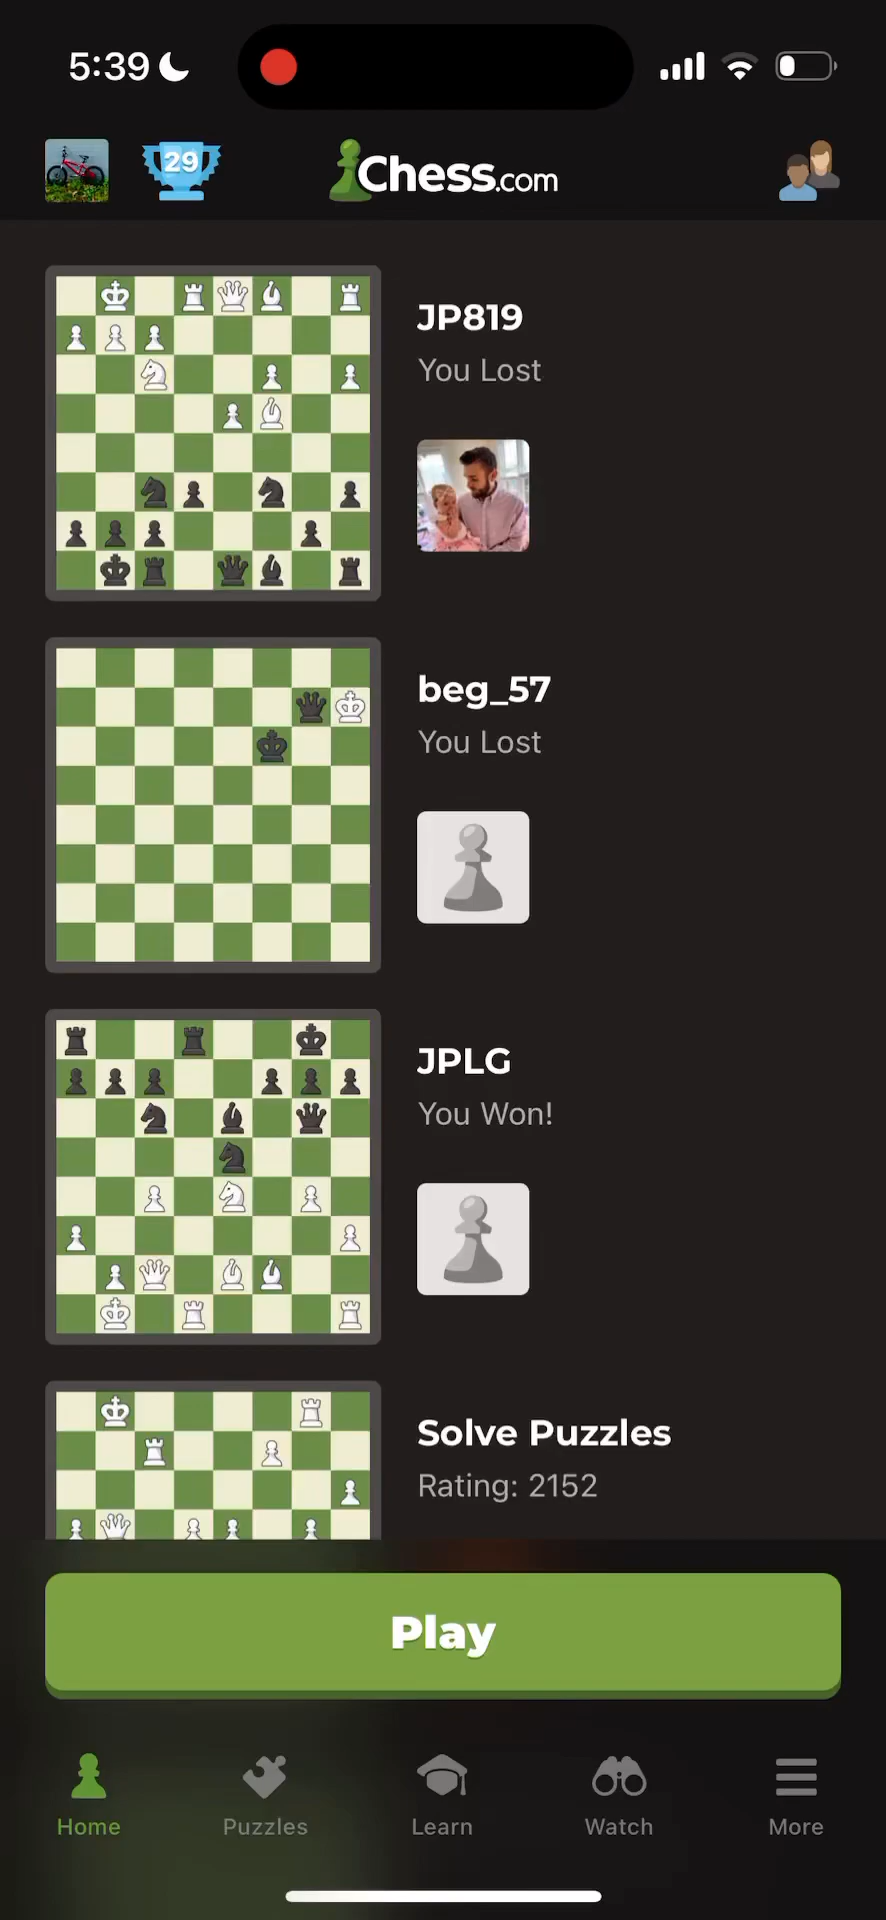 5:39
29
Chess.com
JP819
You Lost
beg_57
You Lost
JPLG
You Won!
Solve Puzzles
Rating: 2152
Play
Home
Puzzles
Learn
Watch
More